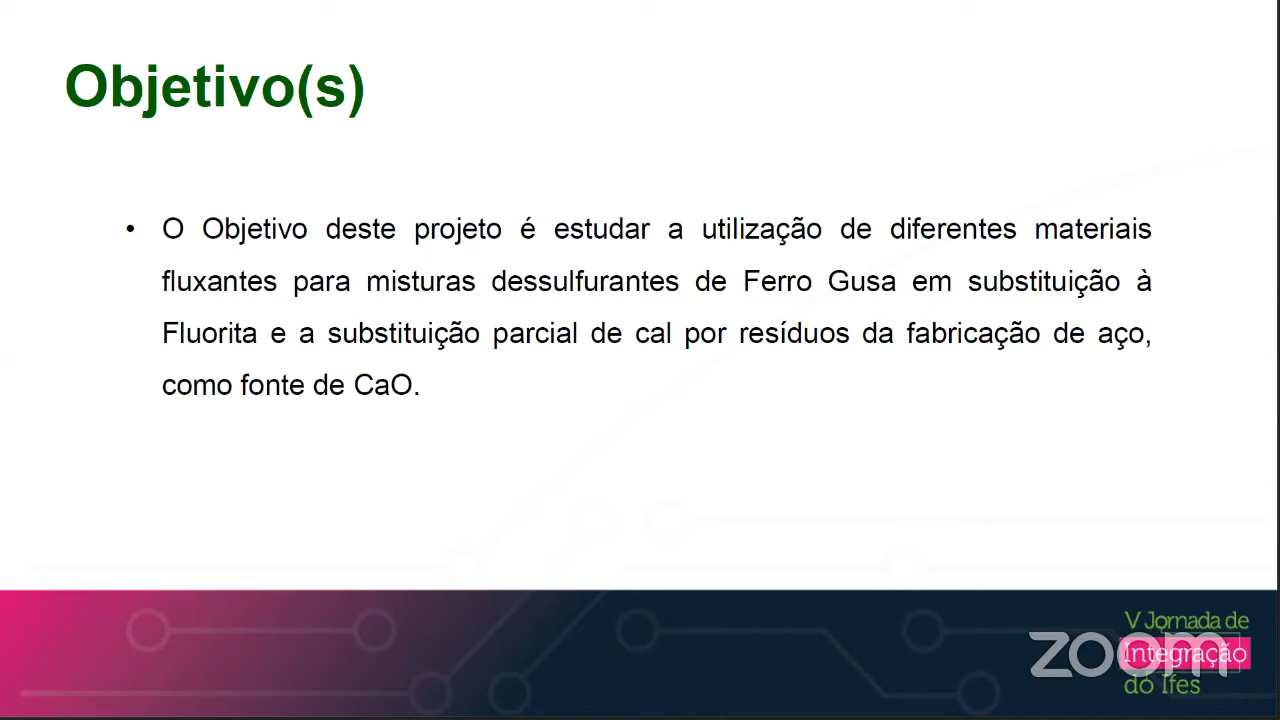 Objetivo(s)
• O Objetivo deste projeto é estudar a utilização de diferentes materiais
fluxantes para misturas dessulfurantes de Ferro Gusa em substituição à
Fluorita e a substituição parcial de cal por resíduos da fabricação de aço,
como fonte de CaO.
V Jornada de
Integração
do Ifes
zoom